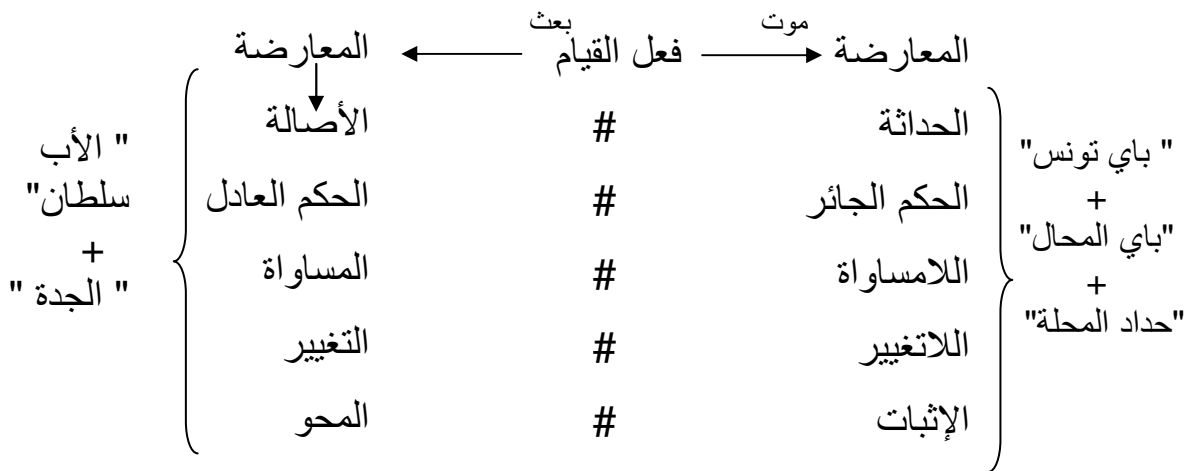 موت بعث
المعارضة فعل القيام المعارضة
الحداثة # الأصالة
الحكم الجائر # الحكم العادل
اللامساواة # المساواة
اللاتغيير # التغيير
الإثبات # المحو
" باي تونس"
+
"باي المحال"
+
"حداد المحلة"
" الأب
سلطان"
+
" الجدة "